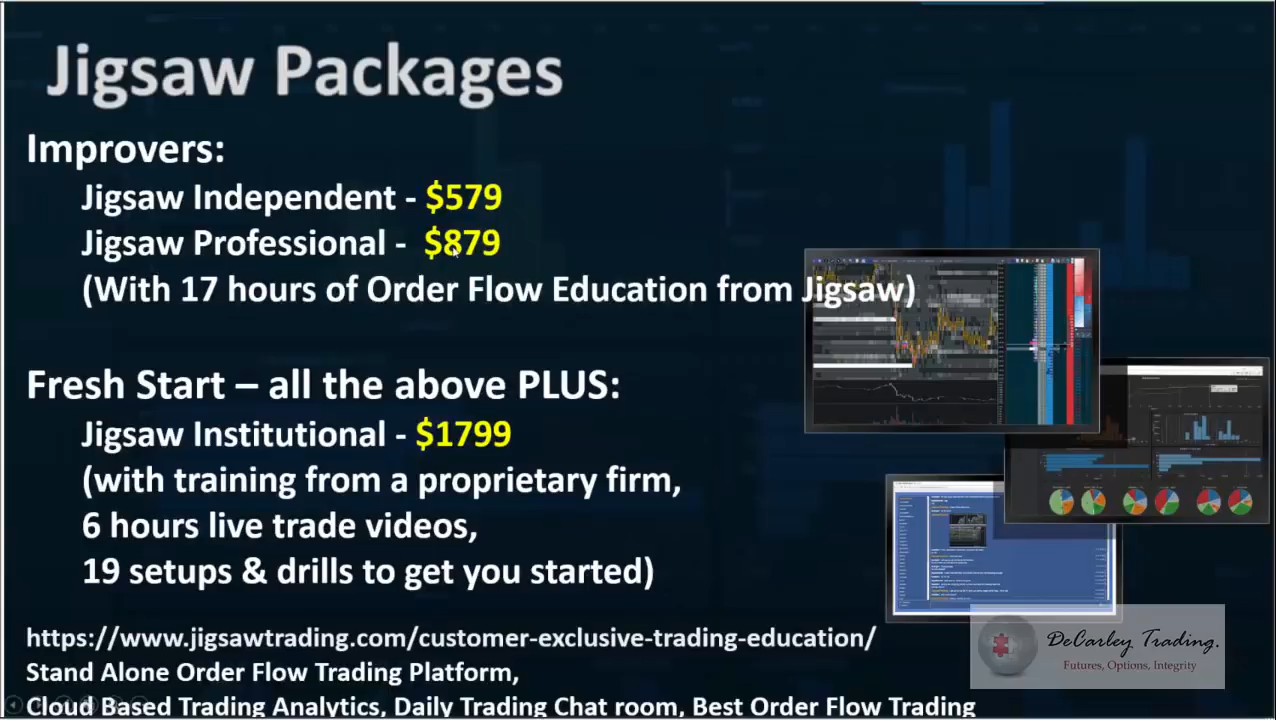 Jigsaw Packages
Improvers:
Jigsaw Independent - $579
Jigsaw Professional - $879
(With 17 hours of Order Flow Education from Jigsaw)
Fresh Start – all the above PLUS:
Jigsaw Institutional - $1799
(with training from a proprietary firm,
6 hours live trade videos,
19 setups& drills to get you started)
https://www.jigsawtrading.com/customer-exclusive-trading-education/
Stand Alone Order Flow Trading Platform,
Cloud Based Trading Analytics, Daily Trading Chat room, Best Order Flow Trading
DeCarley Trading.
Futures, Options, Integrity